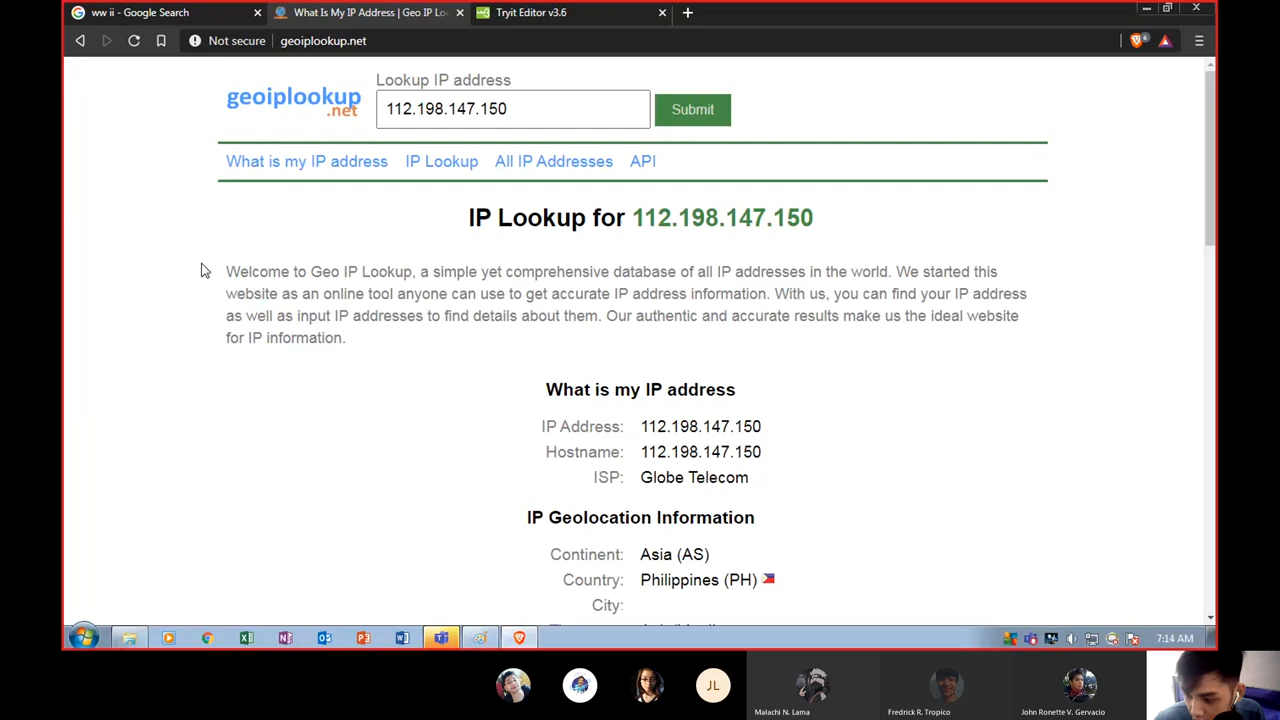 ww ii - Google Search
What Is My IP Address | Geo IP Lo
Tryit Editor v3.6
Not secure
geoiplookup.net
6
Lookup IP address
geoiplookup
.net
112.198.147.150
Submit
What is my IP address
IP Lookup
All IP Addresses
API
IP Lookup for 112.198.147.150
Welcome to Geo IP Lookup, a simple yet comprehensive database of all IP addresses in the world. We started this
website as an online tool anyone can use to get accurate IP address information. With us, you can find your IP address
as well as input IP addresses to find details about them. Our authentic and accurate results make us the ideal website
for IP information.
What is my IP address
IP Address: 112.198.147.150
Hostname: 112.198.147.150
ISP: Globe Telecom
IP Geolocation Information
Continent: Asia (AS)
Country: Philippines (PH)
City:
7:14 AM
JL
Malachi N. Lama
Fredrick R. Tropico
John Ronette V. Gervacio